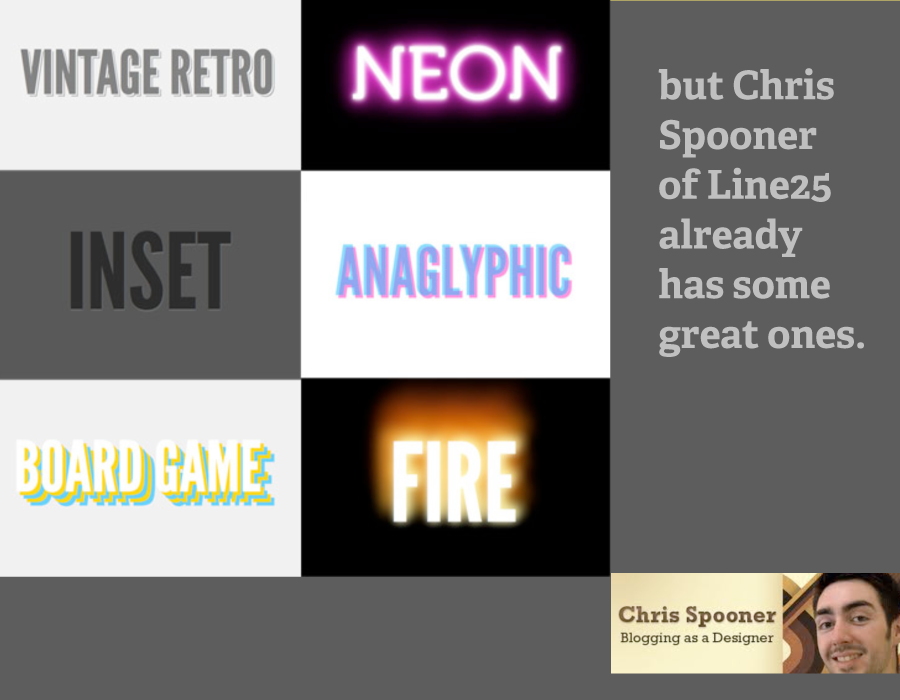 VINTAGE RETRO
NEON
INSET
ANAGLYPHIC
BOARD GAME
FIRE
but Chris
Spooner
of Line25
already
has some
great ones.
Chris Spooner
Blogging as a Designer